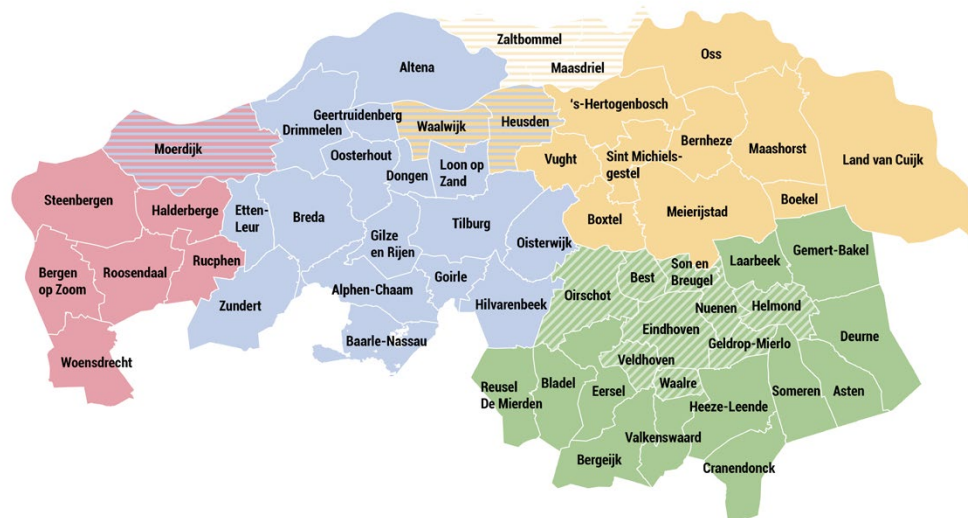 Zaltbommel
Maasdriel
Oss
Altena
's-Hertogenbosch
Geertruidenberg
Drimmelen
Waalwijk
Heusden
Moerdijk
Oosterhout
Dongen
Loon op
Zand
Vught
Sint Michiels-
gestel
Bernheze
Maashorst
Land van Cuijk
Steenbergen
Halderberge
Etten-
Leur
Breda
Tilburg
Gilze
en Rijen
Oisterwijk
Boxtel
Meierijstad
Boekel
Bergen
op Zoom
Roosendaal
Rucphen
Zundert
Alphen-Chaam
Goirle
Hilvarenbeek
Baarle-Nassau
Woensdrecht
Oirschot
Best
Son en
Breugel
Laarbeek
Gemert-Bakel
Nuenen
Helmond
Eindhoven
Geldrop-Mierlo
Deurne
Veldhoven
Waalre
Reusel
De Mierden
Bladel
Eersel
Heeze-Leende
Someren
Asten
Bergeijk
Valkenswaard
Cranendonck